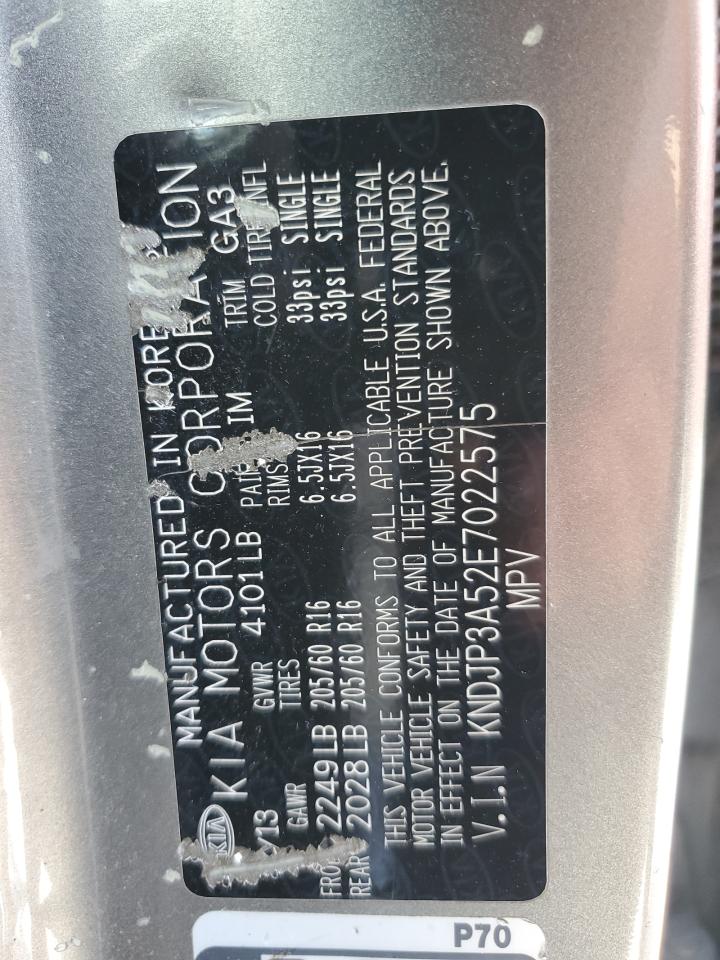 MANUFACTURED IN KORE
KIA KIA MOTORS CORPORATION
/13 GVWR 4101LB IM TRIM GA3
GAWR TIRES RIMS COLD TIRE INFL
2249LB 205/60 R16 6.5JX16 33psi SINGLE
REAR 2028LB 205/60 R16 6.5JX16 33psi SINGLE
THIS VEHICLE CONFORMS TO ALL APPLICABLE U.S.A. FEDERAL
MOTOR VEHICLE SAFETY AND THEFT PREVENTION STANDARDS
IN EFFECT ON THE DATE OF MANUFACTURE SHOWN ABOVE.
V.I.N KNDJP3A52E7022575
MPV
P70